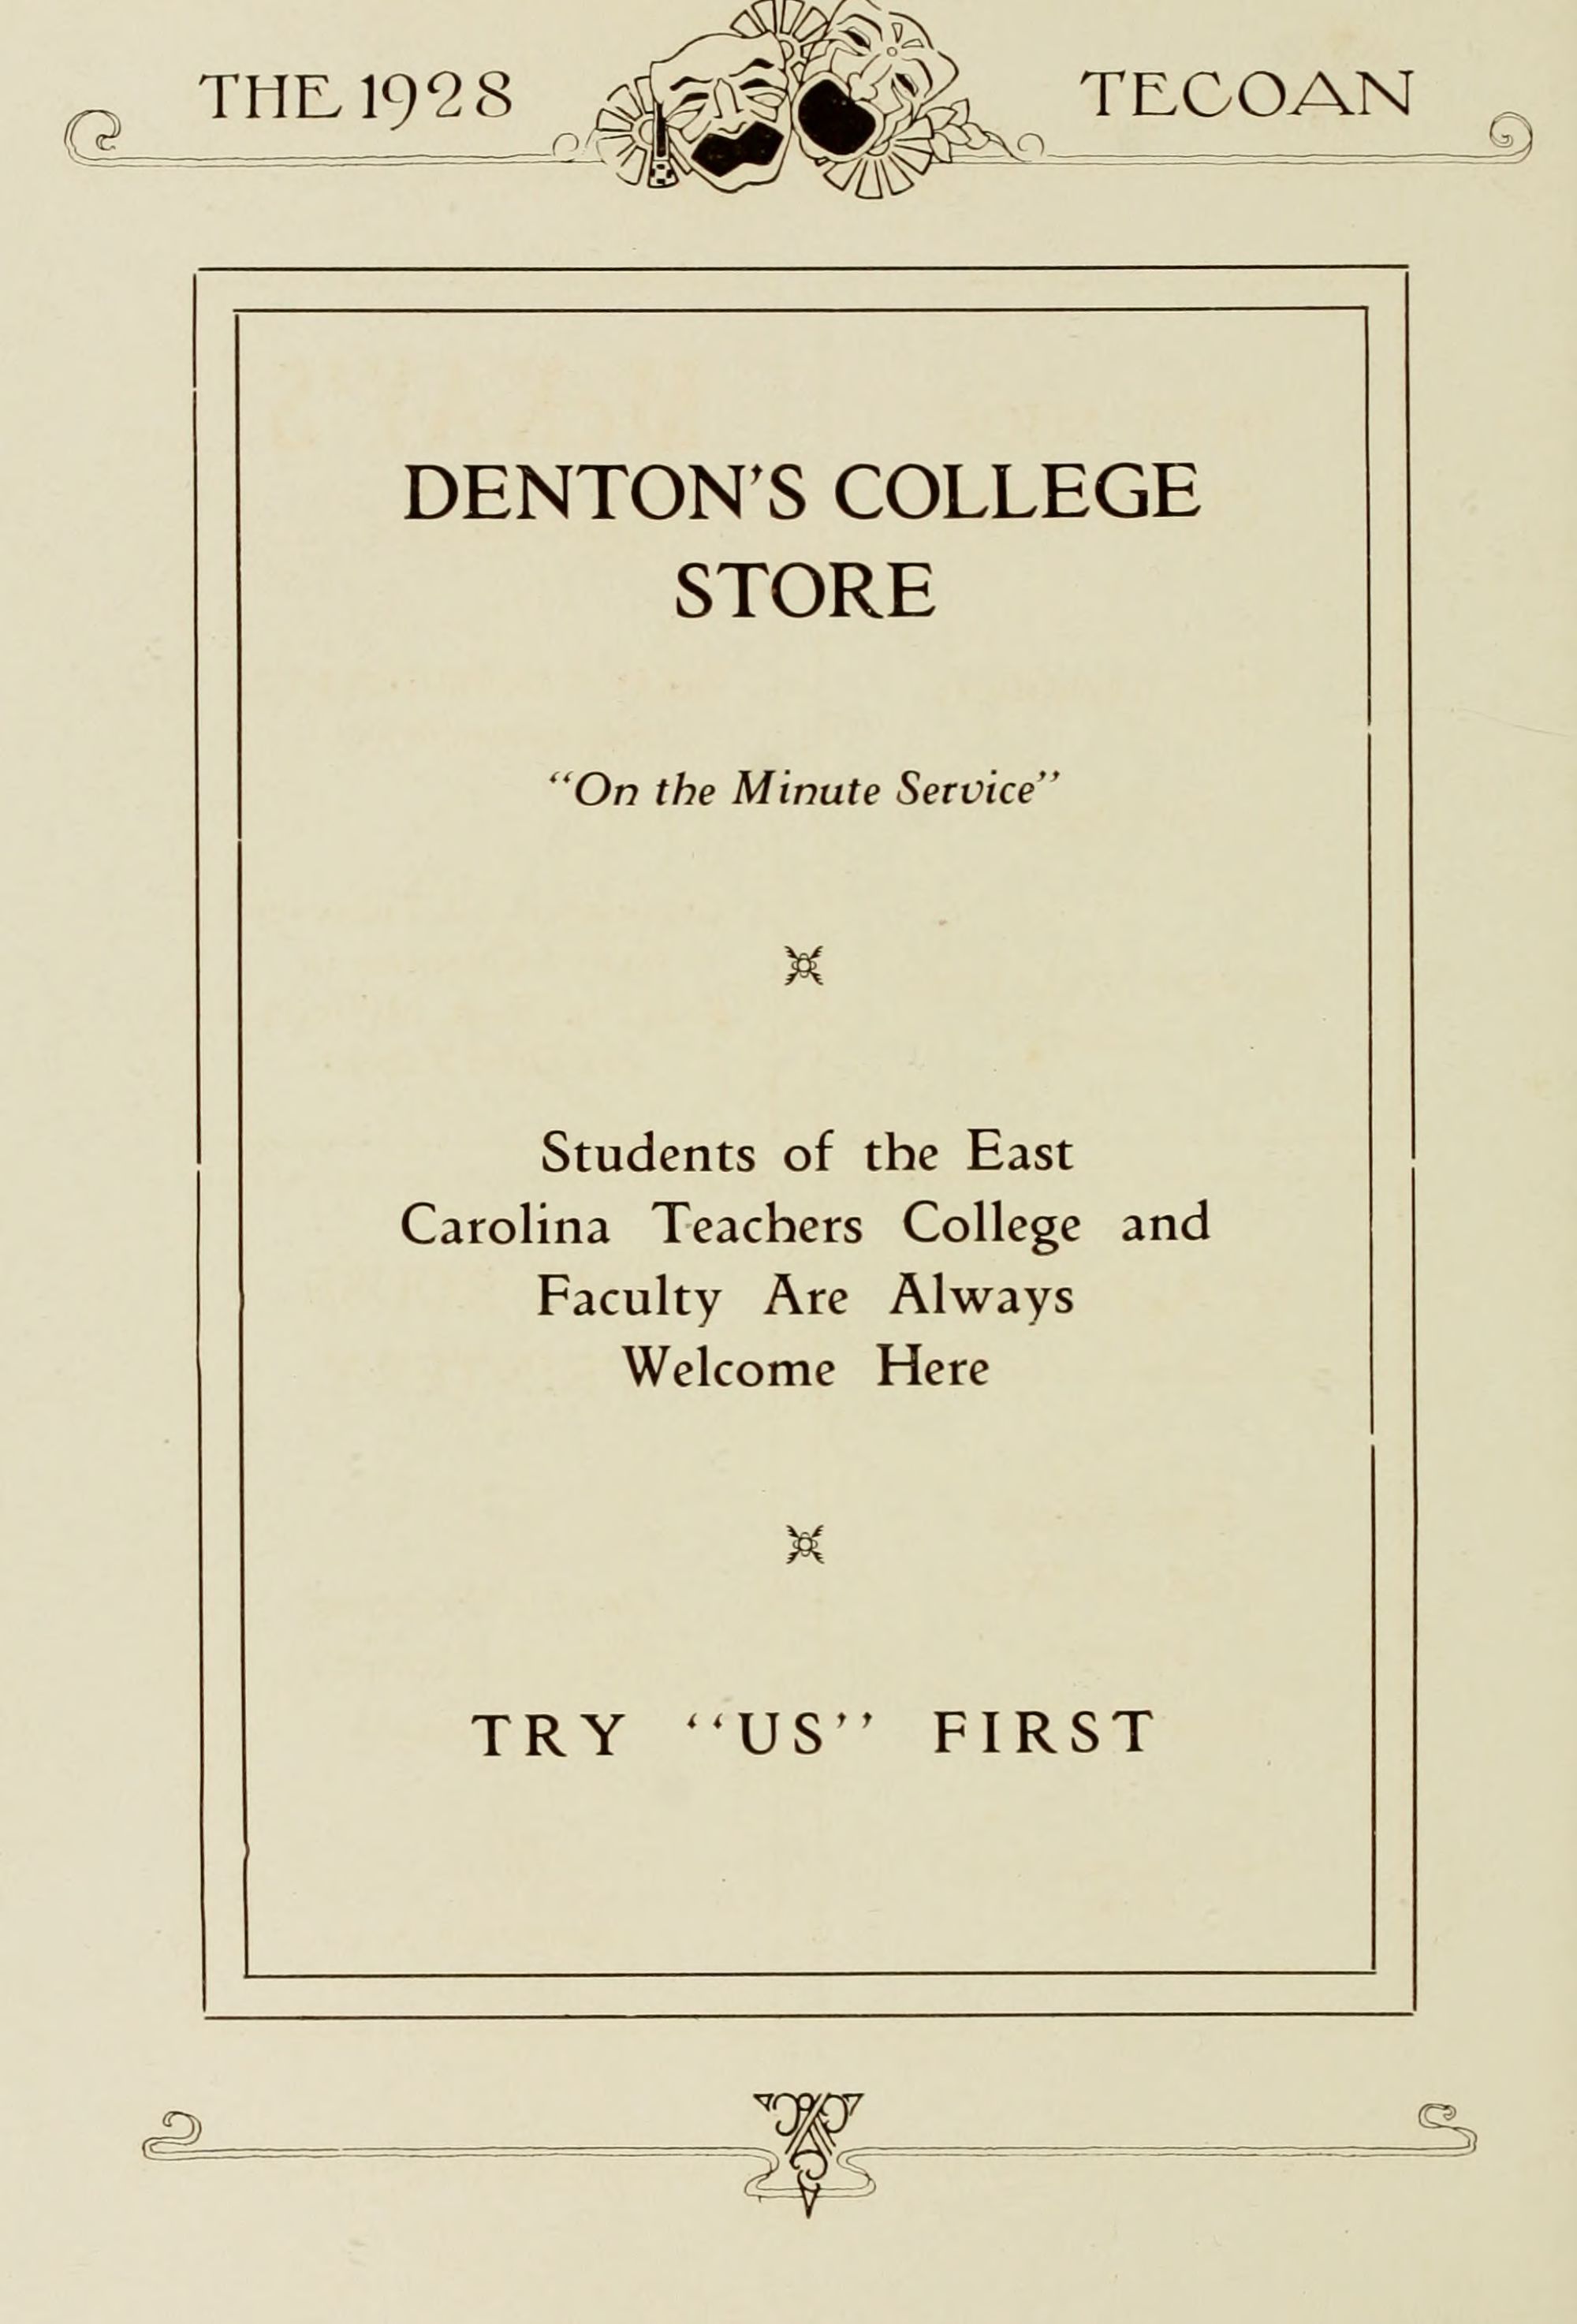 THE 1928 TECOAN
DENTON'S COLLEGE
STORE
“On the Minute Service”
Students of the East
Carolina Teachers College and
Faculty Are Always
Welcome Here
TRY “US” FIRST